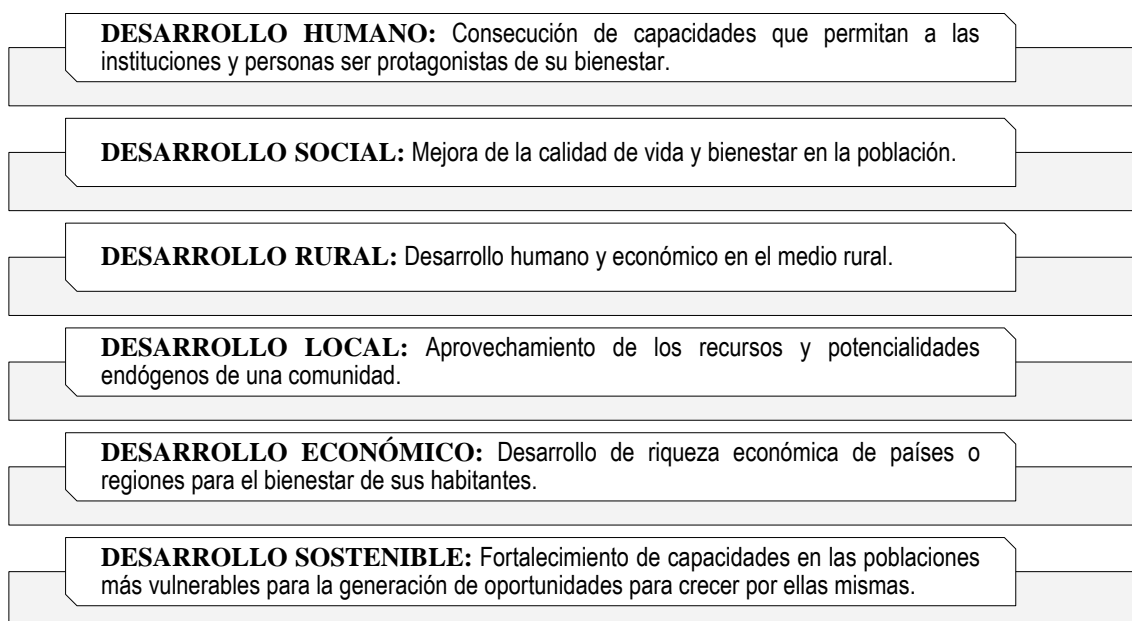 DESARROLLO HUMANO: Consecución de capacidades que permitan a las
instituciones y personas ser protagonistas de su bienestar.
DESARROLLO SOCIAL: Mejora de la calidad de vida y bienestar en la población.
DESARROLLO RURAL: Desarrollo humano y económico en el medio rural.
DESARROLLO LOCAL: Aprovechamiento de los recursos y potencialidades
endógenos de una comunidad.
DESARROLLO ECONÓMICO: Desarrollo de riqueza económica de países o
regiones para el bienestar de sus habitantes.
DESARROLLO SOSTENIBLE: Fortalecimiento de capacidades en las poblaciones
más vulnerables para la generación de oportunidades para crecer por ellas mismas.